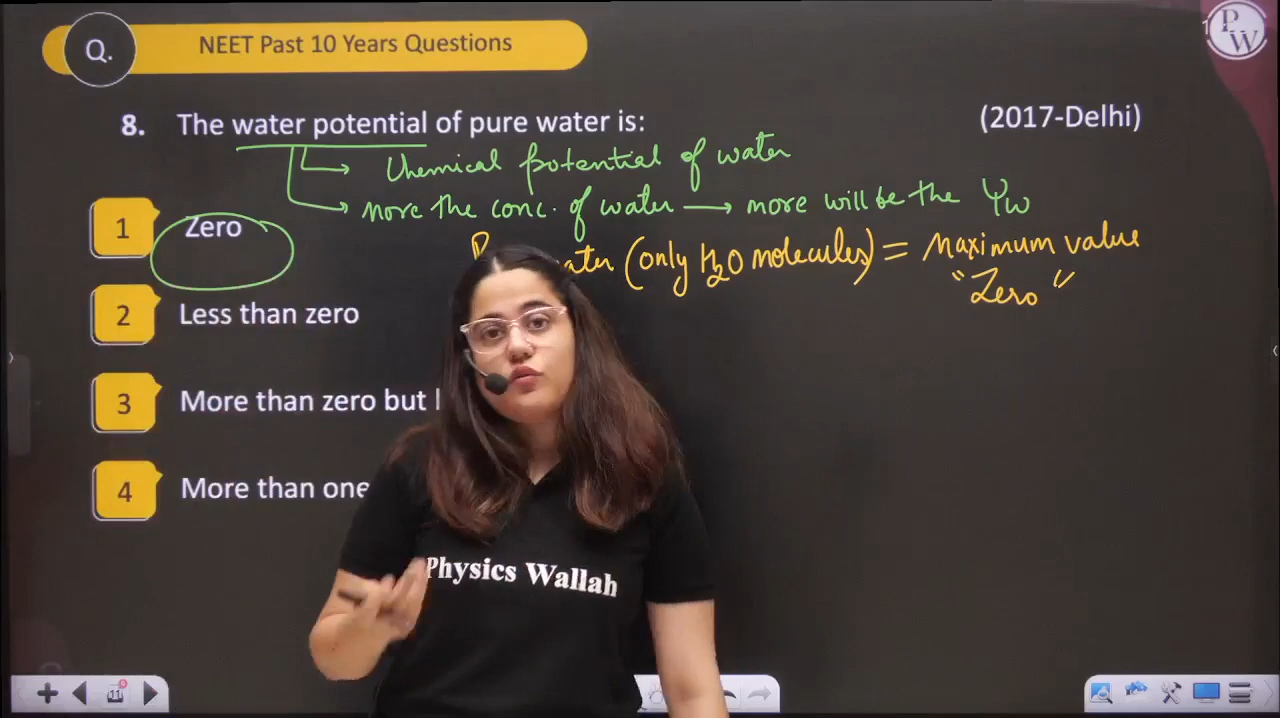 Q.
NEET Past 10 Years Questions
PW
8. The water potential of pure water is: (2017-Delhi)
Chemical potential of water
more the conc. of water → more will be the Ψw
1 Zero
(only H₂O molecules) = Maximum value
"Zero"
2 Less than zero
3 More than zero but
4 More than one
Physics Wallah
11